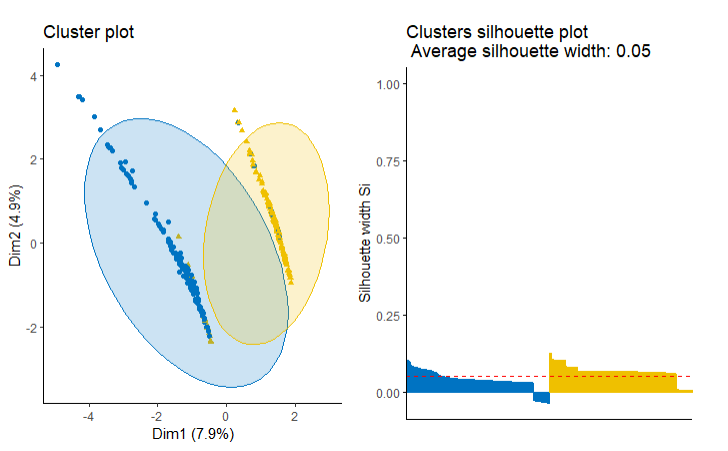 Cluster plot
4
2
0
-2
Dim2 (4.9%)
-4
-2
0
2
Dim1 (7.9%)
Clusters silhouette plot
Average silhouette width: 0.05
1.00
0.75
0.50
0.25
0.00
Silhouette width Si